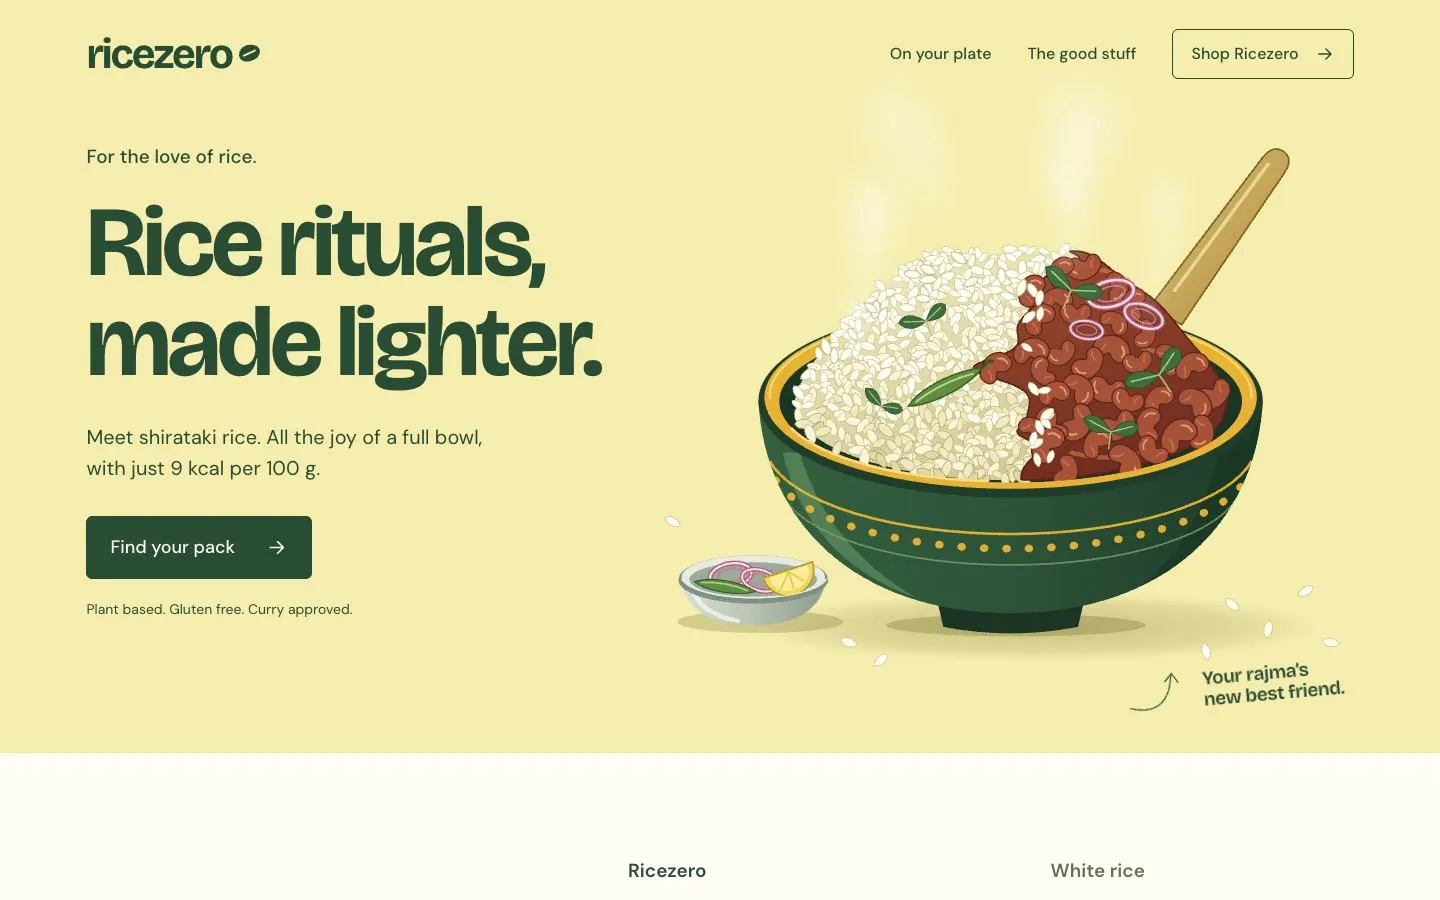 ricezero
On your plate
The good stuff
Shop Ricezero →
For the love of rice.
Rice rituals,
made lighter.
Meet shirataki rice. All the joy of a full bowl,
with just 9 kcal per 100 g.
Find your pack →
Plant based. Gluten free. Curry approved.
Your rajma's
new best friend.
Ricezero
White rice